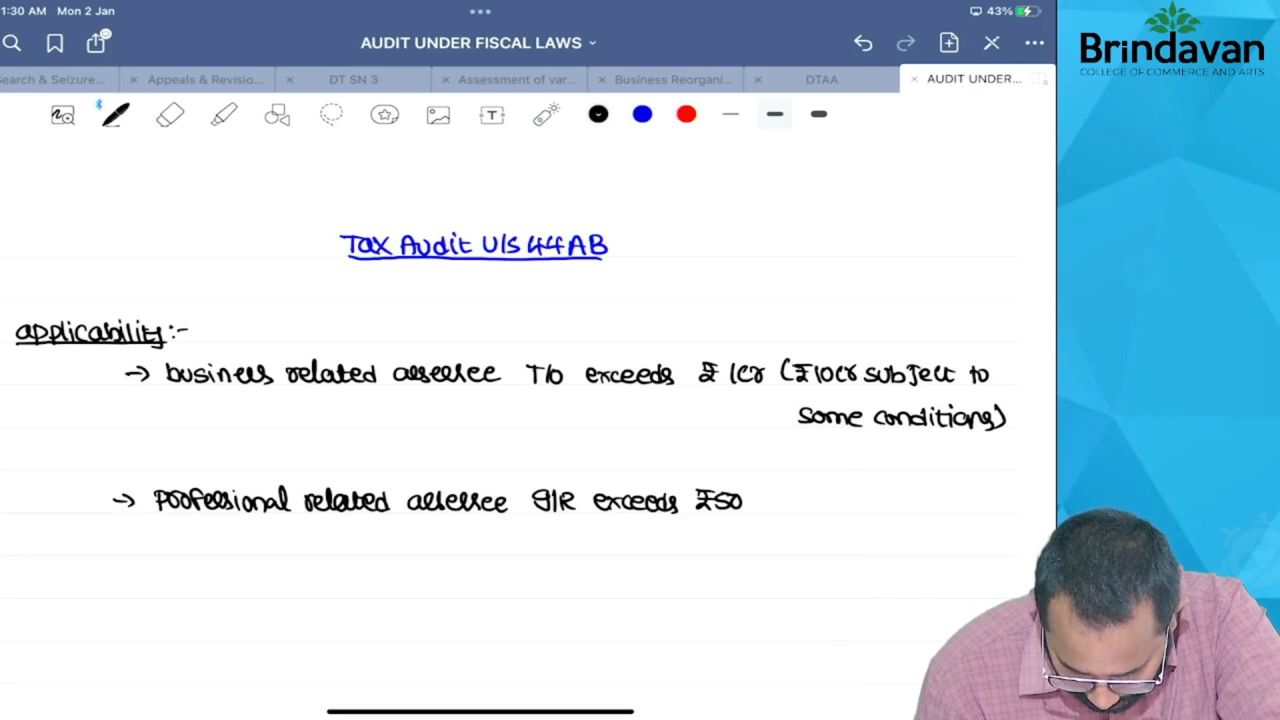 1:30 AM Mon 2 Jan
43%
AUDIT UNDER FISCAL LAWS
Brindavan
COLLEGE OF COMMERCE AND ARTS
search & Seizure...
Appeals & Revisio...
DT SN 3
Assessment of var...
Business Reorgani...
DTAA
AUDIT UNDER...
Tax Audit U/S 44AB
applicability:-
→ business related assessee T/O exceeds ₹1cr (₹10cr subject to
some conditions)
→ Professional related assessee G/R exceeds ₹50